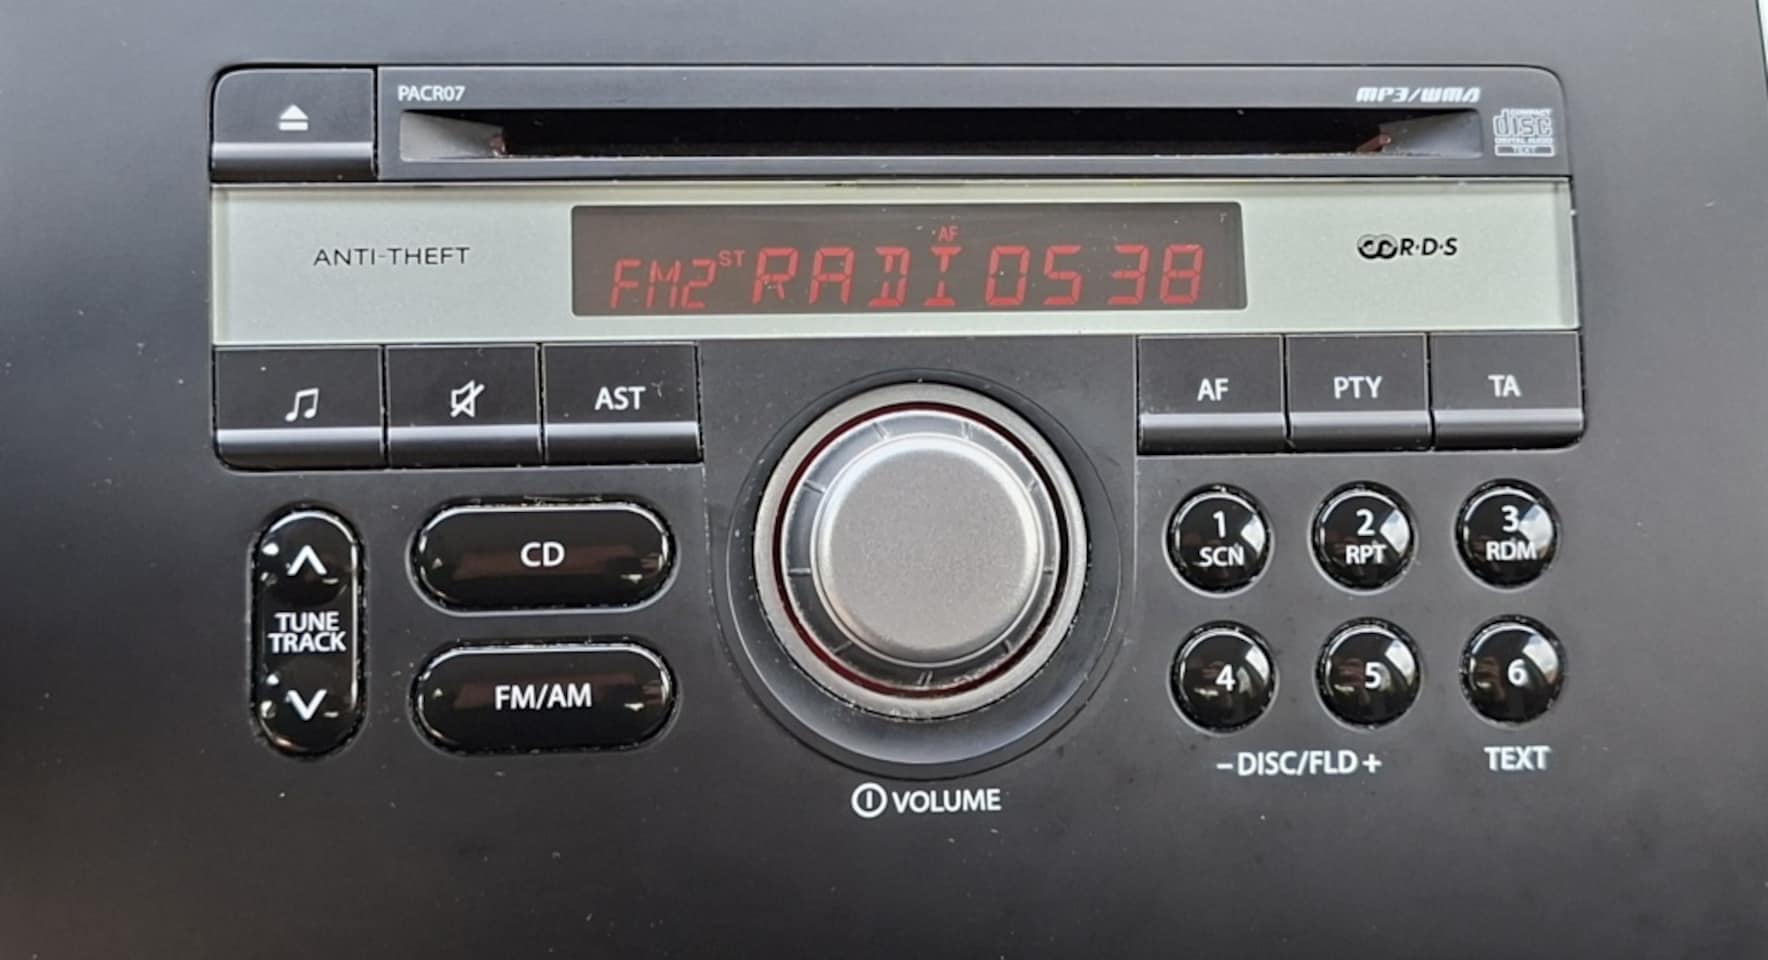 PACR07
MP3/WMA
COMPACT
disc
DIGITAL AUDIO
TEXT
ANTI-THEFT
AF
FM2 ST RADIO538
R·D·S
AST
AF
PTY
TA
TUNE
TRACK
CD
FM/AM
1
SCN
2
RPT
3
RDM
4
5
6
– DISC/FLD +
TEXT
VOLUME